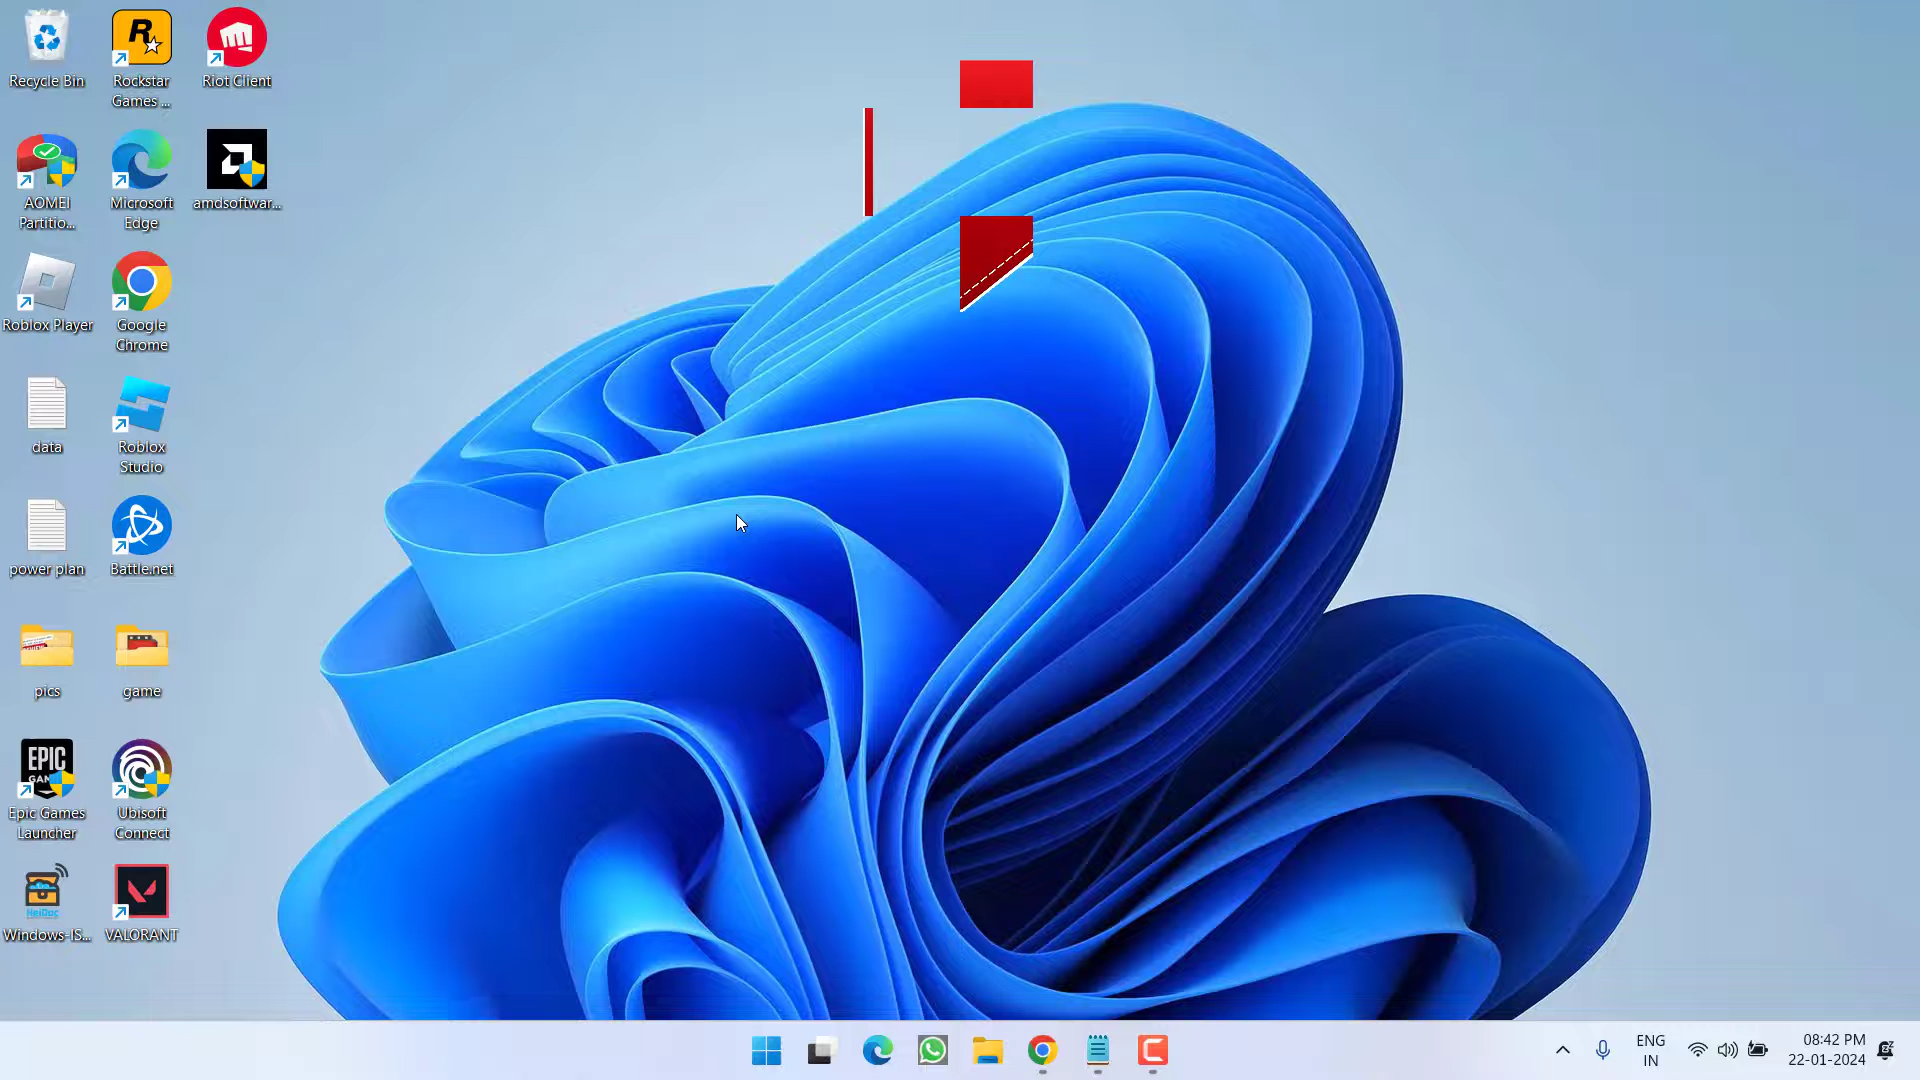 Recycle Bin
Rockstar
Games ...
Riot Client
AOMEI
Partitio...
Microsoft
Edge
amdsoftwar...
Roblox Player
Google
Chrome
data
Roblox
Studio
power plan
Battle.net
pics
game
EPIC
Epic Games
Launcher
Ubisoft
Connect
HeiDoc
Windows-IS...
VALORANT
ENG
IN
08:42 PM
22-01-2024